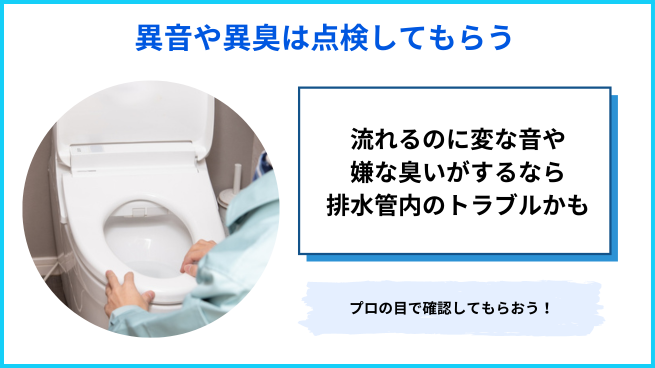 異音や異臭は点検してもらう
流れるのに変な音や
嫌な臭いがするなら
排水管内のトラブルかも
プロの目で確認してもらおう！